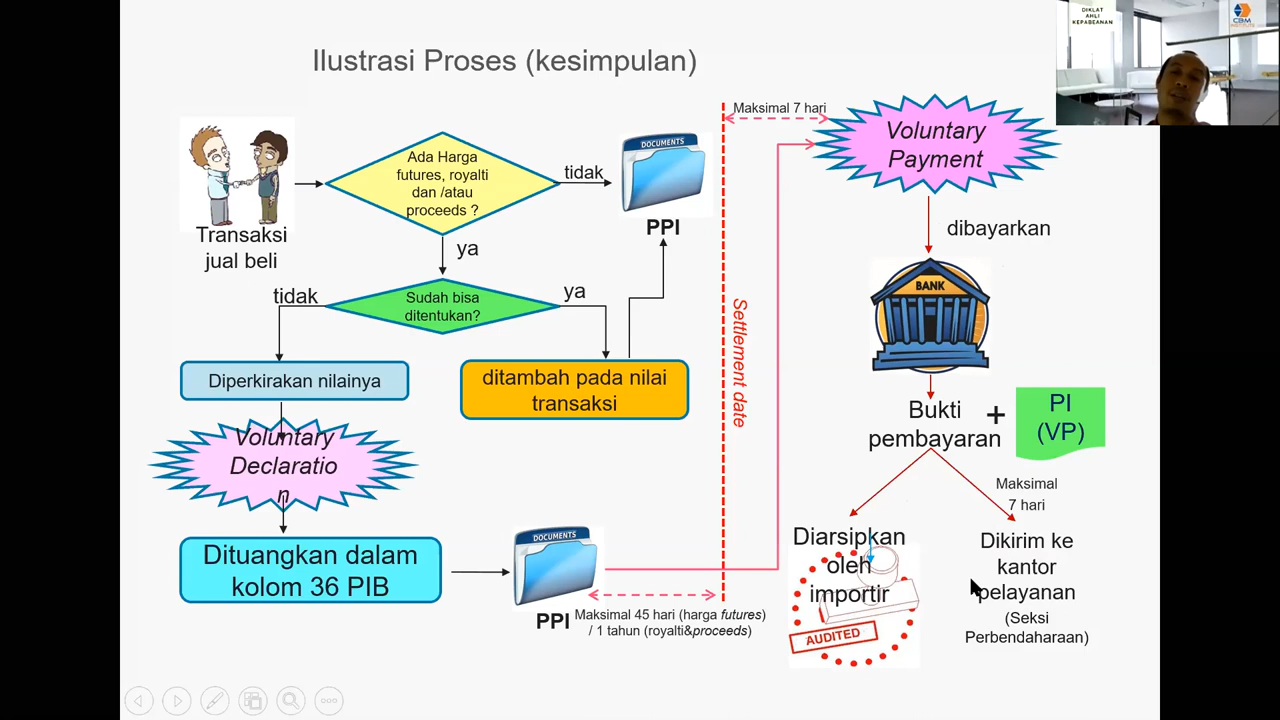 DIKLAT
AHLI
KEPABEANAN
CBM
INSTITUTE
Ilustrasi Proses (kesimpulan)
Transaksi
jual beli
Ada Harga
futures, royalti
dan /atau
proceeds ?
tidak
DOCUMENTS
PPI
ya
Sudah bisa
ditentukan?
tidak
ya
Diperkirakan nilainya
ditambah pada nilai
transaksi
Voluntary
Declaratio
n
Dituangkan dalam
kolom 36 PIB
DOCUMENTS
PPI
Maksimal 45 hari (harga futures)
/ 1 tahun (royalti&proceeds)
Settlement date
Maksimal 7 hari
Voluntary
Payment
dibayarkan
BANK
Bukti
pembayaran
+
PI
(VP)
Maksimal
7 hari
Diarsipkan
oleh
importir
AUDITED
Dikirim ke
kantor
pelayanan
(Seksi
Perbendaharaan)